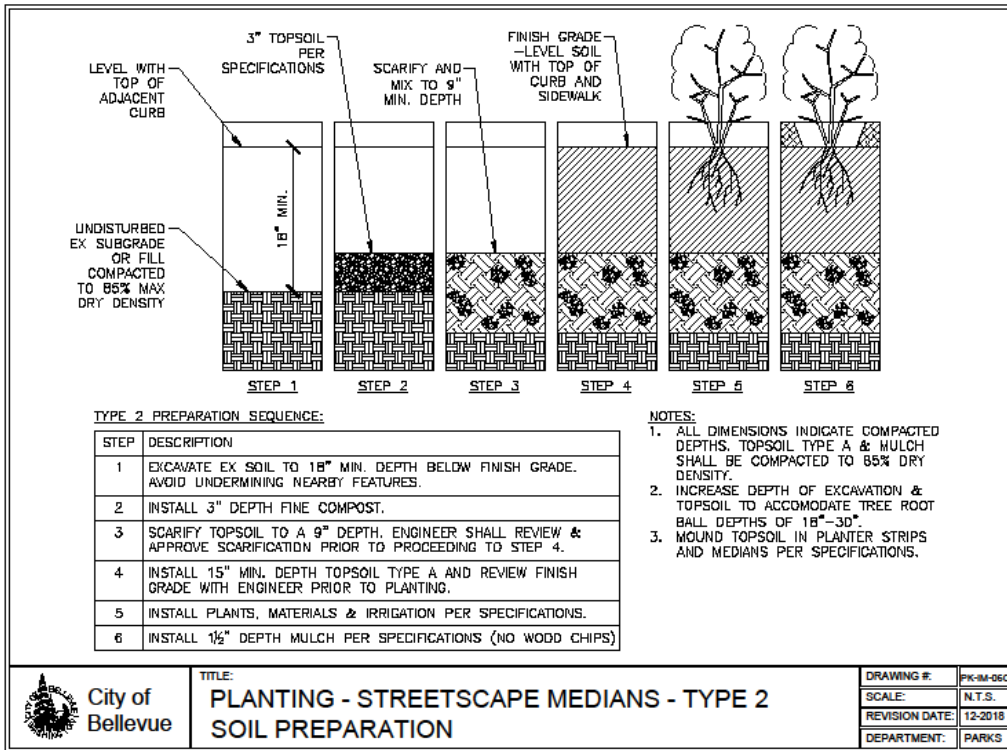 3" TOPSOIL
PER
SPECIFICATIONS
FINISH GRADE
-LEVEL SOIL
WITH TOP OF
CURB AND
SIDEWALK
LEVEL WITH
TOP OF
ADJACENT
CURB
SCARIFY AND
MIX TO 9"
MIN. DEPTH
18" MIN.
UNDISTURBED
EX SUBGRADE
OR FILL
COMPACTED
TO 85% MAX
DRY DENSITY
STEP 1
STEP 2
STEP 3
STEP 4
STEP 5
STEP 6
TYPE 2 PREPARATION SEQUENCE:
STEP DESCRIPTION
1 EXCAVATE EX SOIL TO 18" MIN. DEPTH BELOW FINISH GRADE.
AVOID UNDERMINING NEARBY FEATURES.
2 INSTALL 3" DEPTH FINE COMPOST.
3 SCARIFY TOPSOIL TO A 9" DEPTH. ENGINEER SHALL REVIEW &
APPROVE SCARIFICATION PRIOR TO PROCEEDING TO STEP 4.
4 INSTALL 15" MIN. DEPTH TOPSOIL TYPE A AND REVIEW FINISH
GRADE WITH ENGINEER PRIOR TO PLANTING.
5 INSTALL PLANTS, MATERIALS & IRRIGATION PER SPECIFICATIONS.
6 INSTALL 1½" DEPTH MULCH PER SPECIFICATIONS (NO WOOD CHIPS)
NOTES:
1. ALL DIMENSIONS INDICATE COMPACTED
DEPTHS. TOPSOIL TYPE A & MULCH
SHALL BE COMPACTED TO 85% DRY
DENSITY.
2. INCREASE DEPTH OF EXCAVATION &
TOPSOIL TO ACCOMODATE TREE ROOT
BALL DEPTHS OF 18"-30".
3. MOUND TOPSOIL IN PLANTER STRIPS
AND MEDIANS PER SPECIFICATIONS.
City of
Bellevue
TITLE:
PLANTING - STREETSCAPE MEDIANS - TYPE 2
SOIL PREPARATION
DRAWING #:
SCALE: N.T.S.
REVISION DATE: 12-2018
DEPARTMENT: PARKS